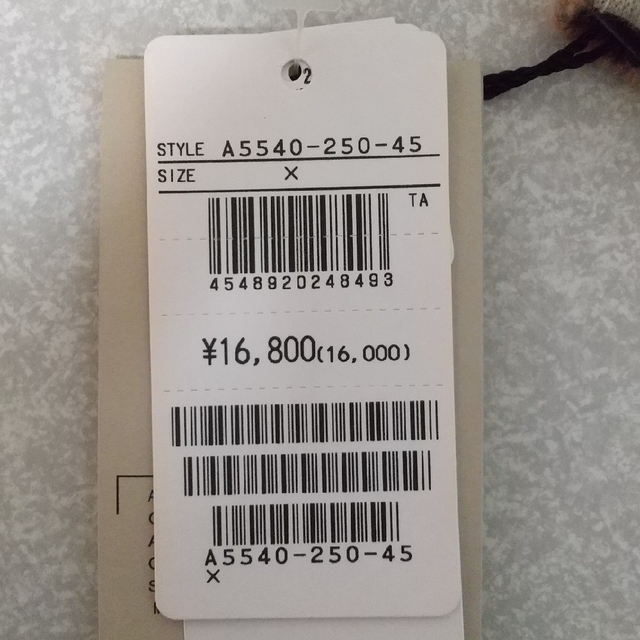 2
STYLE A5540-250-45
SIZE ×
TA
4548920248493
¥16,800(16,000)
A5540-250-45
×